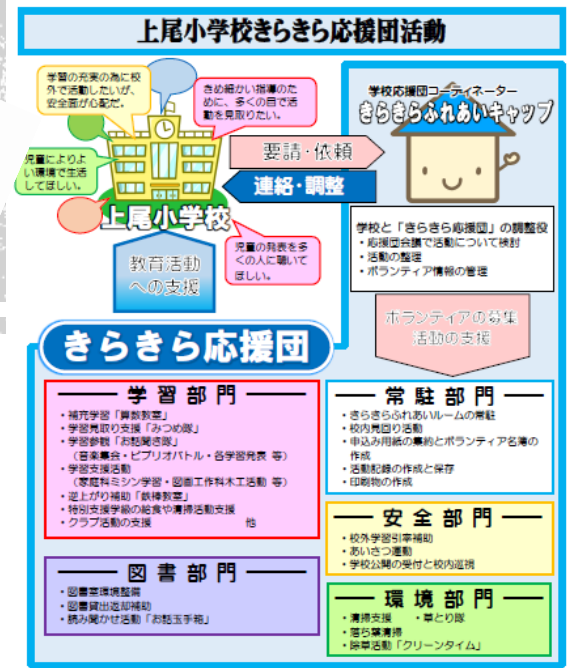 上尾小学校きらきら応援団活動
学習の充実の為に校
外で活動したいが、
安全面が心配だ。
きめ細かい指導のた
めに、多くの目で活
動を見取りたい。
児童によりよ
い環境で生活
してほしい。
上尾小学校
児童の発表を多
くの人に聴いて
ほしい。
要請・依頼
連絡・調整
教育活動
への支援
学校応援団コーディネーター
きらきらふれあいキャップ
学校と「きらきら応援団」の調整役
・応援団会議で活動について検討
・活動の整理
・ボランティア情報の管理
ボランティアの募集
活動の支援
きらきら応援団
学習部門
・補充学習「算数教室」
・学習見取り支援「みつめ隊」
・学習参観「お話聞き隊」
（音楽集会・ビブリオバトル・各学習発表 等）
・学習支援活動
（家庭科ミシン学習・図画工作科木工活動 等）
・逆上がり補助「鉄棒教室」
・特別支援学級の給食や清掃活動支援
・クラブ活動の支援 他
図書部門
・図書室環境整備
・図書貸出返却補助
・読み聞かせ活動「お話玉手箱」
常駐部門
・きらきらふれあいルームの常駐
・校内見回り活動
・申込み用紙の集約とボランティア名簿の
作成
・活動記録の作成と保存
・印刷物の作成
安全部門
・校外学習引率補助
・あいさつ運動
・学校公開の受付と校内巡視
環境部門
・清掃支援 ・草とり隊
・落ち葉清掃
・除草活動「クリーンタイム」